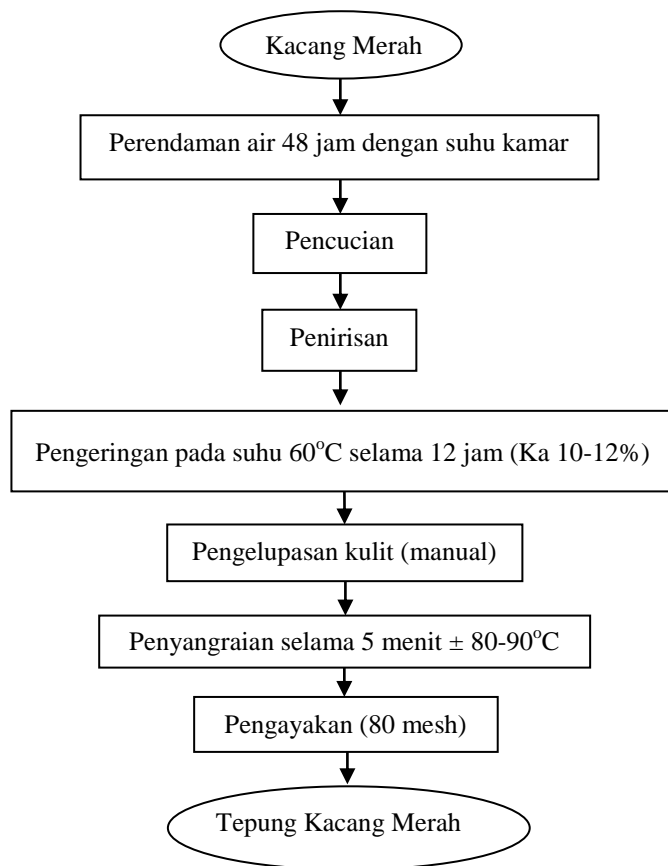 Kacang Merah
Perendaman air 48 jam dengan suhu kamar
Pencucian
Penirisan
Pengeringan pada suhu 60°C selama 12 jam (Ka 10-12%)
Pengelupasan kulit (manual)
Penyangraian selama 5 menit ± 80-90°C
Pengayakan (80 mesh)
Tepung Kacang Merah